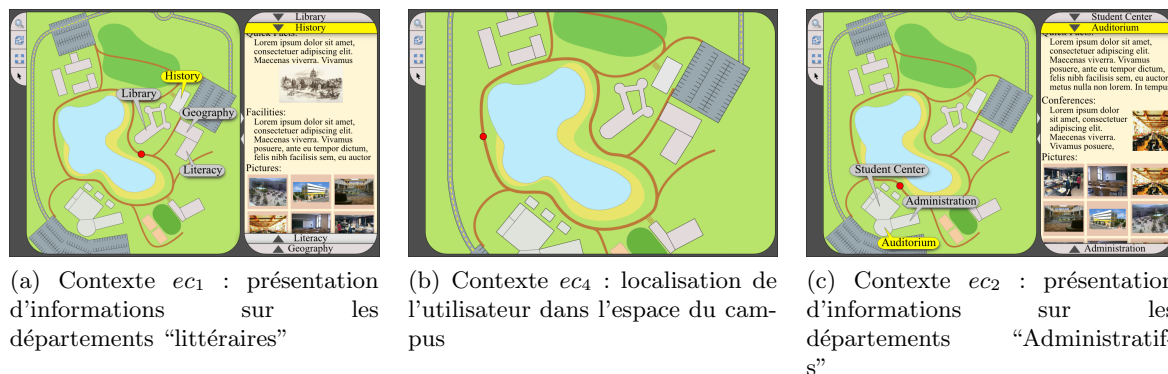 Library
History
Quick Facts:
Lorem ipsum dolor sit amet,
consectetuer adipiscing elit.
Maecenas viverra. Vivamus
Facilities:
Lorem ipsum dolor sit amet,
consectetuer adipiscing elit.
Maecenas viverra. Vivamus
posuere, ante eu tempor dictum,
felis nibh facilisis sem, eu auctor
Pictures:
Literacy
Geography
History
Library
Geography
Literacy
Student Center
Auditorium
Quick Facts:
Lorem ipsum dolor sit amet,
consectetuer adipiscing elit.
Maecenas viverra. Vivamus
posuere, ante eu tempor dictum,
felis nibh facilisis sem, eu auctor
metus nulla non lorem. In tempus
Conferences:
Lorem ipsum dolor
sit amet, consectetuer
adipiscing elit.
Maecenas viverra.
Vivamus posuere,
Pictures:
Administration
Student Center
Administration
Auditorium
(a) Contexte ec1 : présentation
d'informations sur les
départements “littéraires”
(b) Contexte ec4 : localisation de
l'utilisateur dans l'espace du cam-
pus
(c) Contexte ec2 : présentation
d'informations sur les
départements “Administratif-
s”